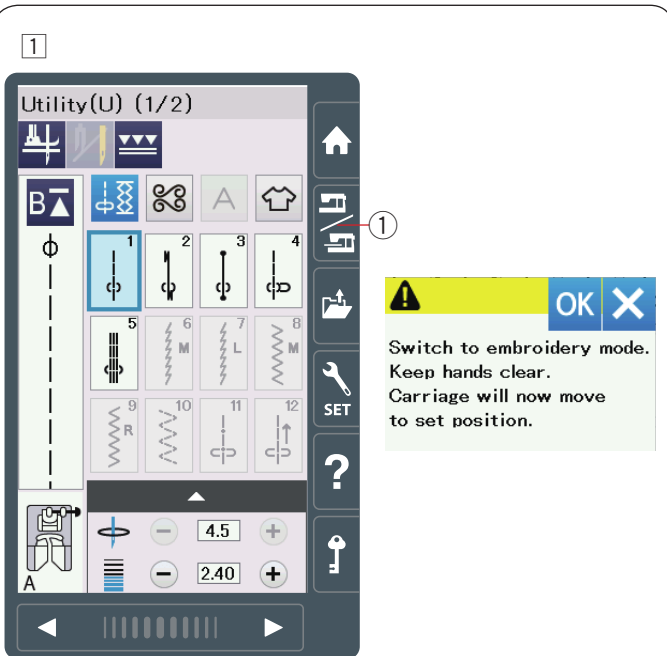 1
Utility(U) (1/2)
B
A
1
2
3
4
5
6
M
7
L
8
M
9
R
10
11
12
SET
?
4.5
2.40
A
1
OK
Switch to embroidery mode.
Keep hands clear.
Carriage will now move
to set position.